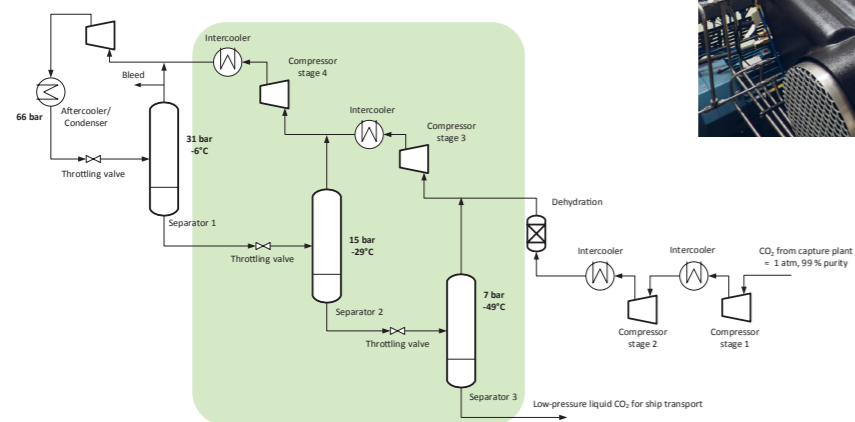 Intercooler
Compressor
stage 4
Bleed
Aftercooler/
Condenser
66 bar
Throttling valve
31 bar
-6°C
Separator 1
Intercooler
Compressor
stage 3
Throttling valve
15 bar
-29°C
Separator 2
Throttling valve
7 bar
-49°C
Separator 3
Dehydration
Intercooler
Intercooler
CO₂ from capture plant
≈ 1 atm, 99 % purity
Compressor
stage 2
Compressor
stage 1
Low-pressure liquid CO₂ for ship transport